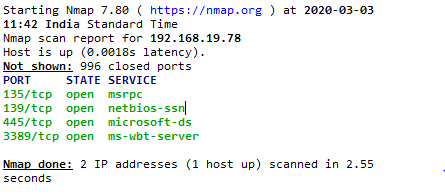 Starting Nmap 7.80 ( https://nmap.org ) at 2020-03-03
11:42 India Standard Time
Nmap scan report for 192.168.19.78
Host is up (0.0018s latency).
Not shown: 996 closed ports
PORT     STATE SERVICE
135/tcp  open  msrpc
139/tcp  open  netbios-ssn
445/tcp  open  microsoft-ds
3389/tcp open  ms-wbt-server
Nmap done: 2 IP addresses (1 host up) scanned in 2.55
seconds